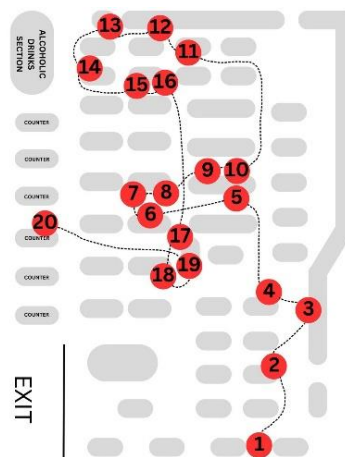 ALCOHOLIC
DRINKS
SECTION
13
12
11
14
15
16
COUNTER
COUNTER
9
10
COUNTER
7
8
5
6
20
COUNTER
17
19
18
COUNTER
4
3
COUNTER
2
EXIT
1